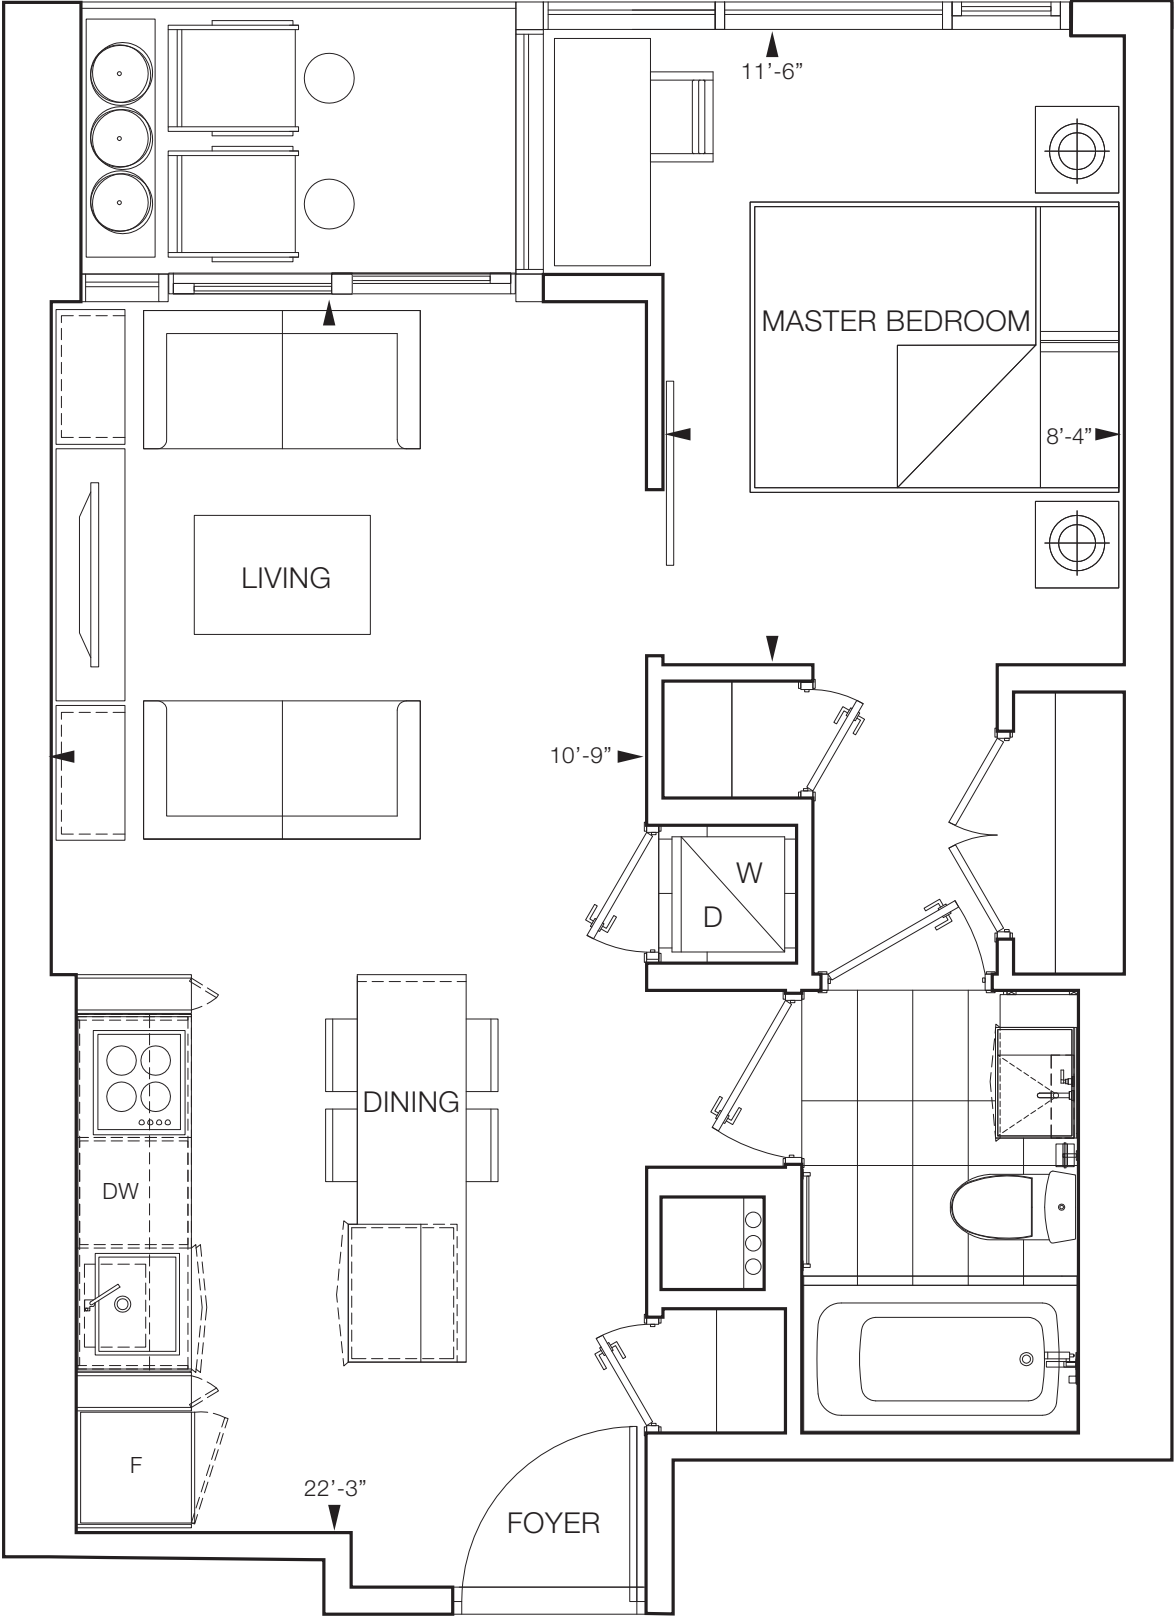 11’-6”
MASTER BEDROOM
8’-4”
LIVING
10’-9”
W
D
DINING
DW
F
22’-3”
FOYER